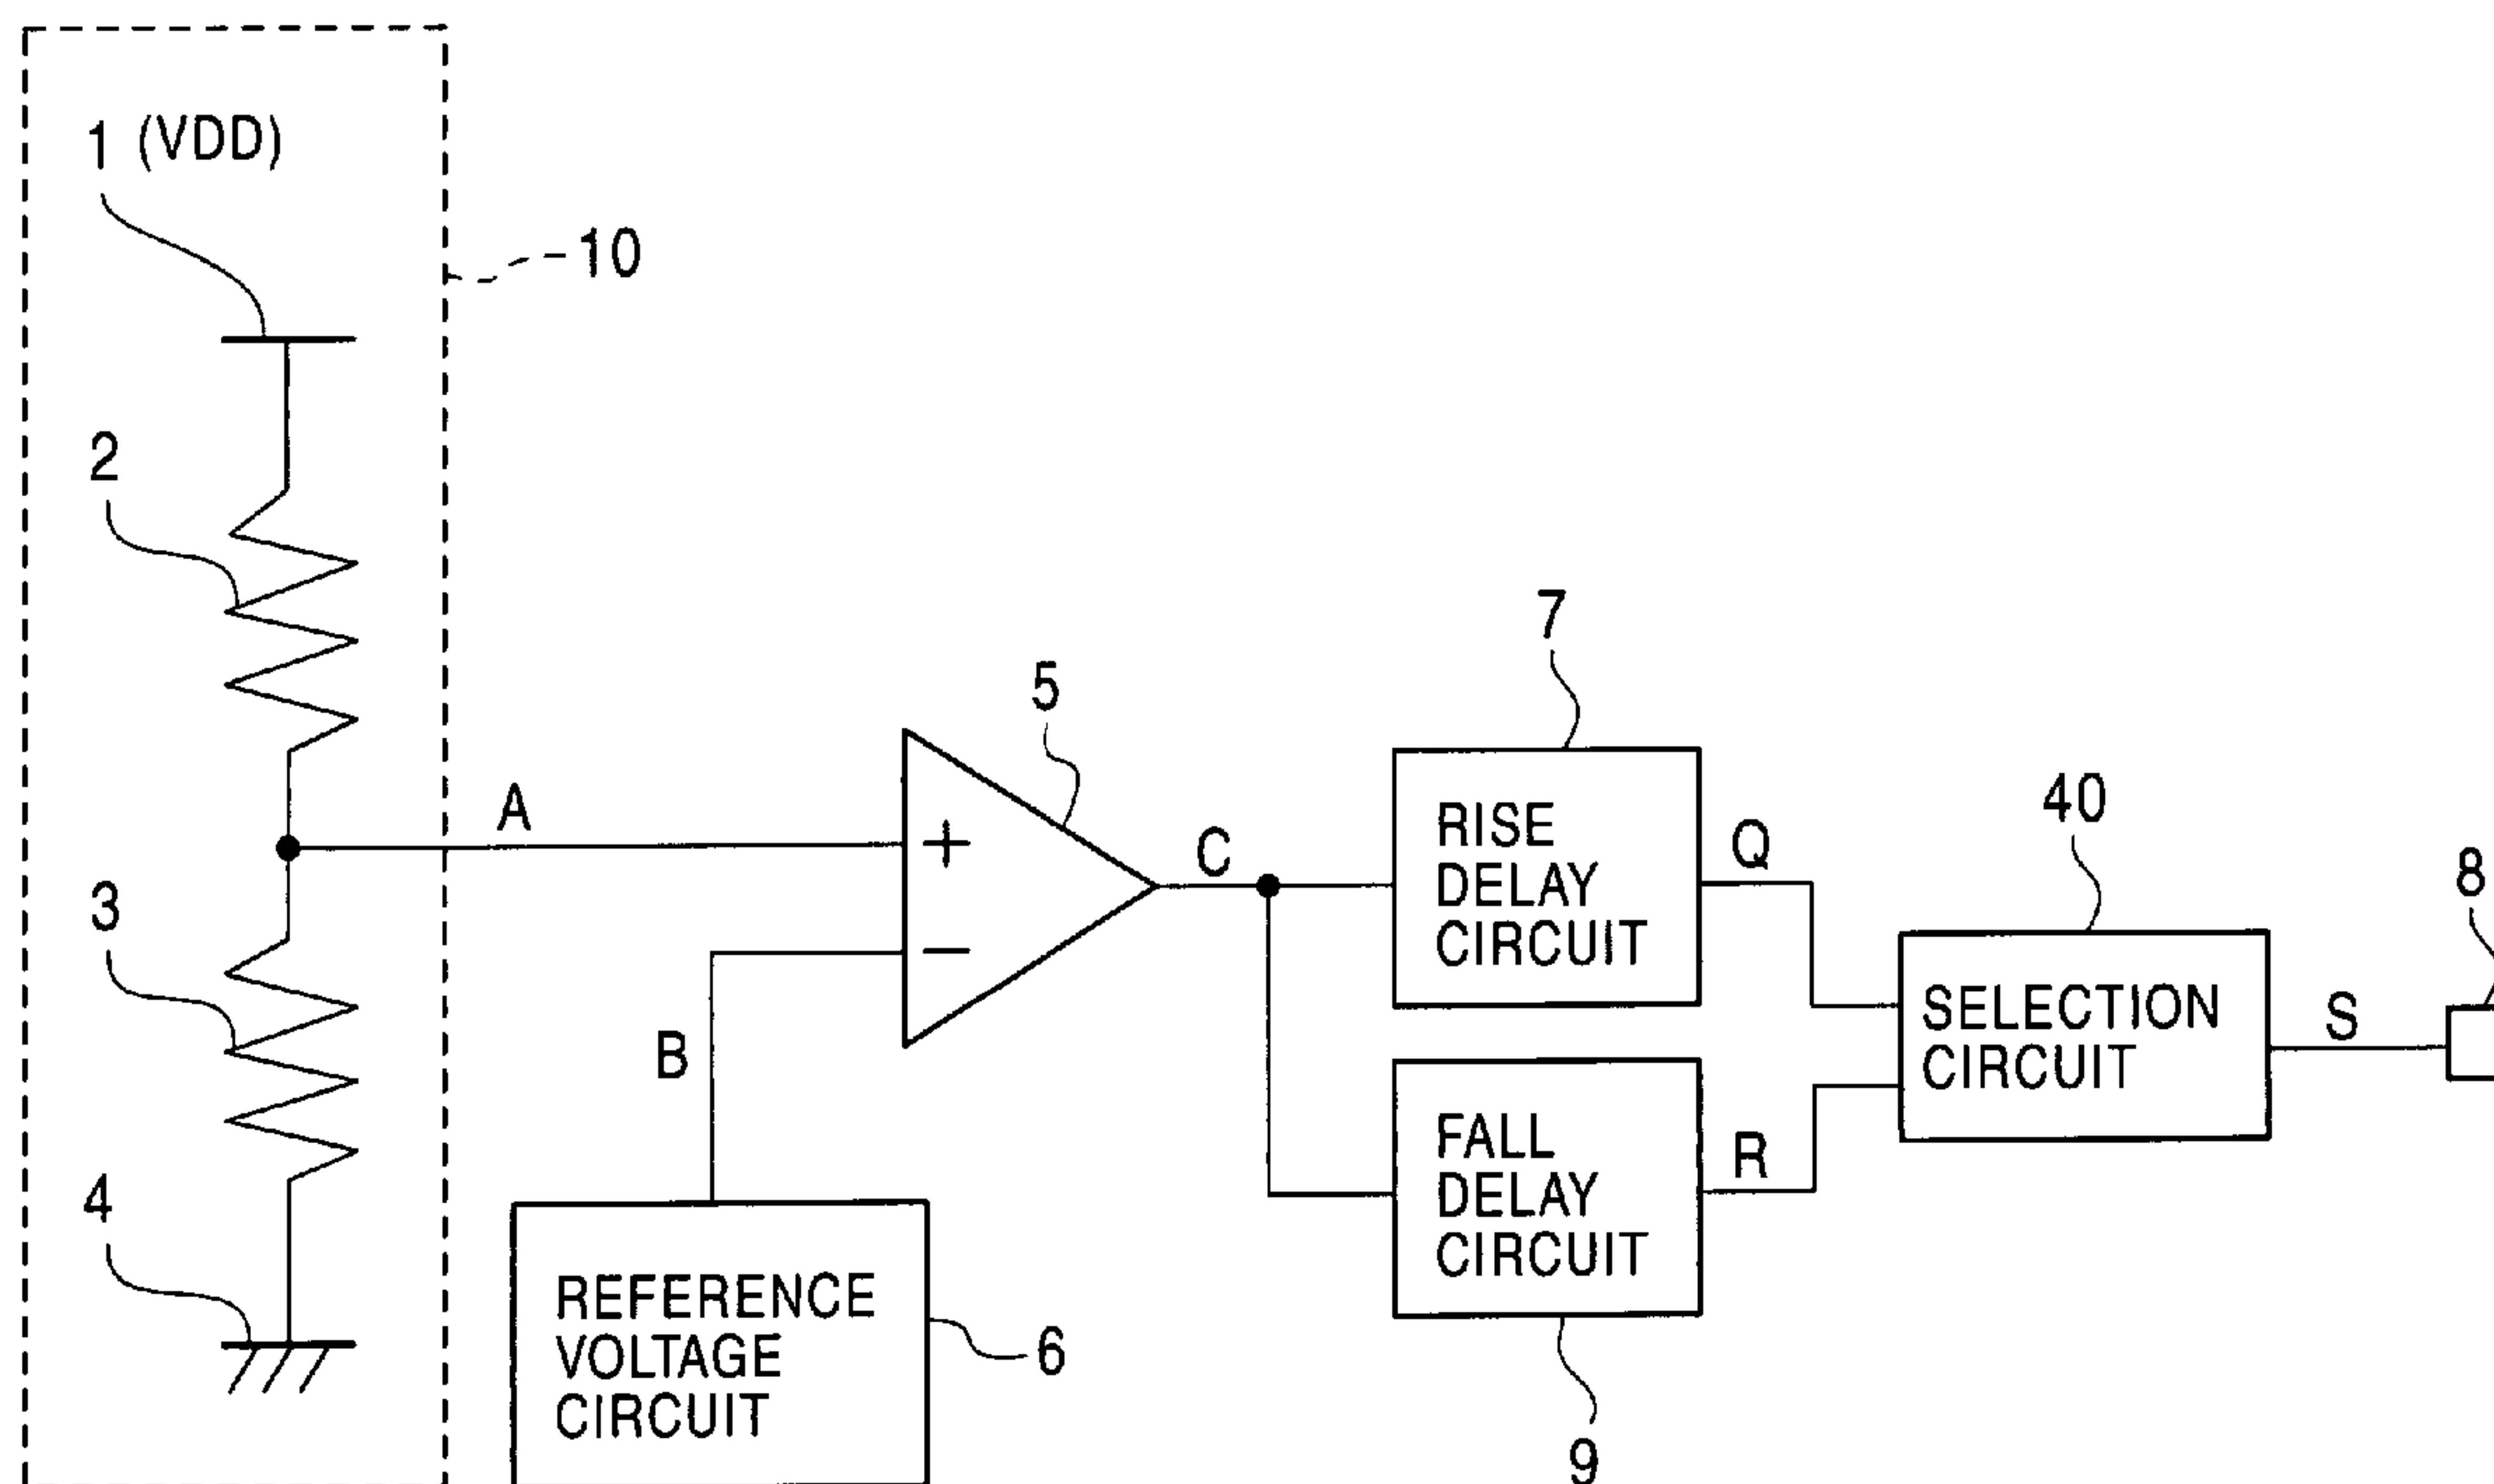 1 (VDD)
10
2
7
5
40
A
RISE
DELAY
CIRCUIT
+
C
Q
8
3
SELECTION
CIRCUIT
S
−
B
FALL
DELAY
CIRCUIT
R
4
REFERENCE
VOLTAGE
CIRCUIT
6
9